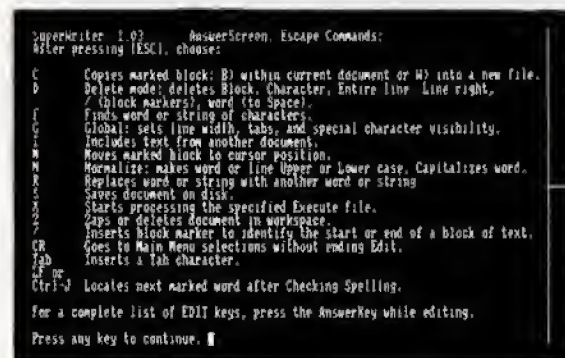 SuperWriter 1.03 AnswerScreen, Escape Commands:
After pressing [ESC], choose:
C Copies marked block: B) within current document or W) into a new file.
D Delete mode: deletes Block, Character, Entire line Line right,
/ (block markers), word (to Space).
F Finds word or string of characters.
G Global: sets line width, tabs, and special character visibility.
I Includes text from another document.
M Moves marked block to cursor position.
N Normalize: makes word or line Upper or Lower case, Capitalizes word.
R Replaces word or string with another word or string
S Saves document on disk.
X Starts processing the specified Execute file.
Z Zaps or deletes document in workspace.
/ Inserts block marker to identify the start or end of a block of text.
CR Goes to Main Menu selections without ending Edit.
Tab Inserts a Tab character.
LF or
Ctrl-J Locates next marked word after Checking Spelling.
For a complete list of EDIT keys, press the AnswerKey while editing.
Press any key to continue.